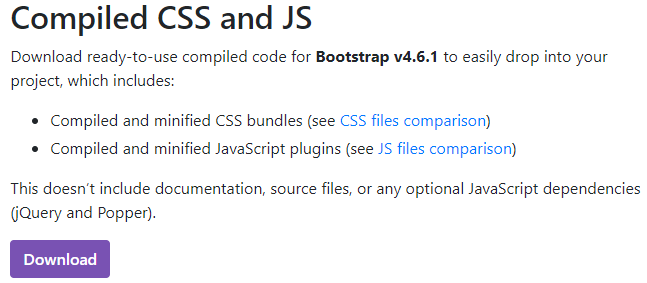 Compiled CSS and JS
Download ready-to-use compiled code for Bootstrap v4.6.1 to easily drop into your
project, which includes:
• Compiled and minified CSS bundles (see CSS files comparison)
• Compiled and minified JavaScript plugins (see JS files comparison)
This doesn’t include documentation, source files, or any optional JavaScript dependencies
(jQuery and Popper).
Download